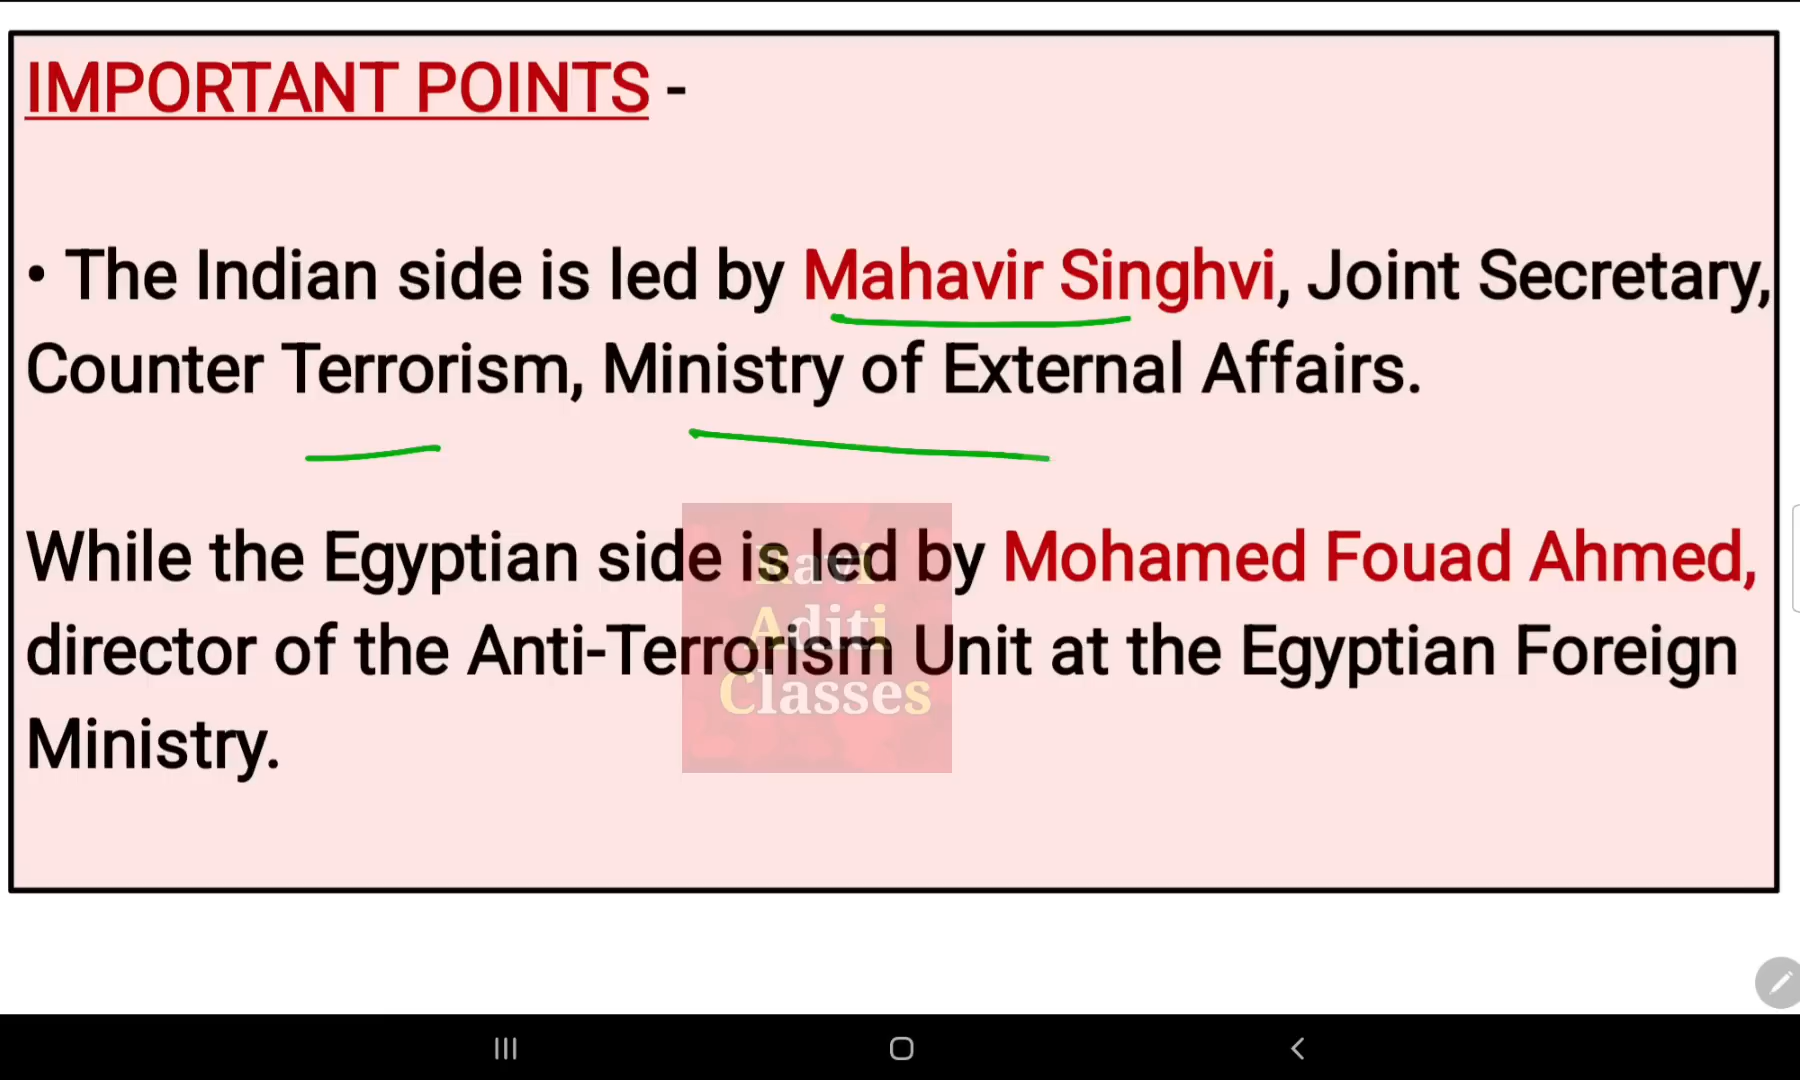 IMPORTANT POINTS -
• The Indian side is led by Mahavir Singhvi, Joint Secretary,
Counter Terrorism, Ministry of External Affairs.
While the Egyptian side is led by Mohamed Fouad Ahmed,
director of the Anti-Terrorism Unit at the Egyptian Foreign
Ministry.
Ravi
Aditi
Classes